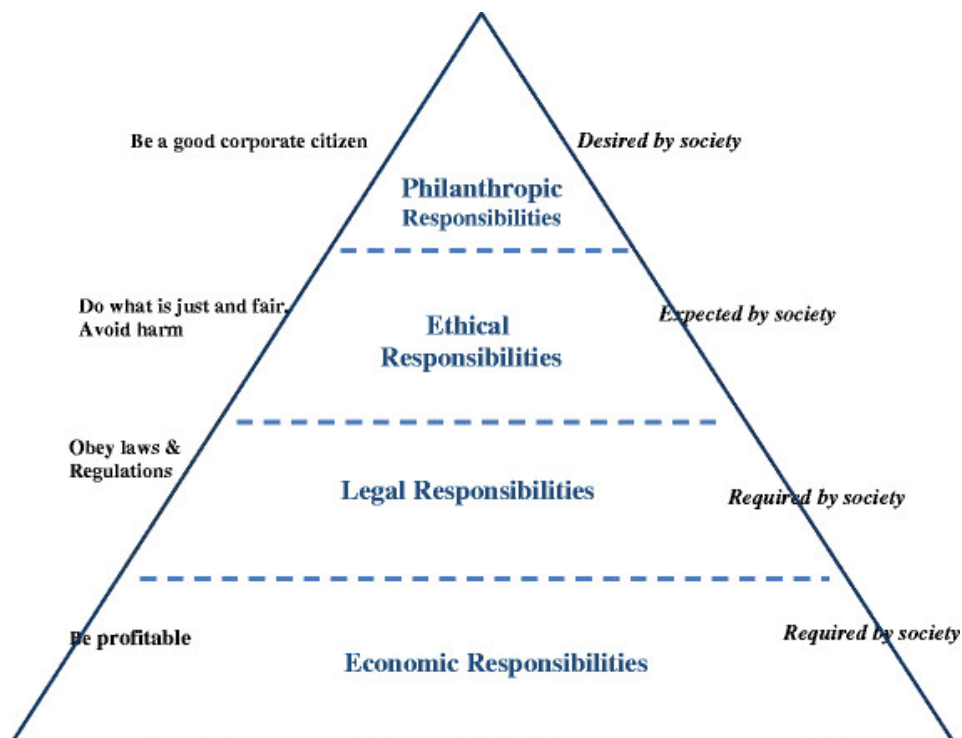 Be a good corporate citizen
Desired by society
Philanthropic
Responsibilities
Do what is just and fair,
Avoid harm
Expected by society
Ethical
Responsibilities
Obey laws &
Regulations
Legal Responsibilities
Required by society
Be profitable
Required by society
Economic Responsibilities